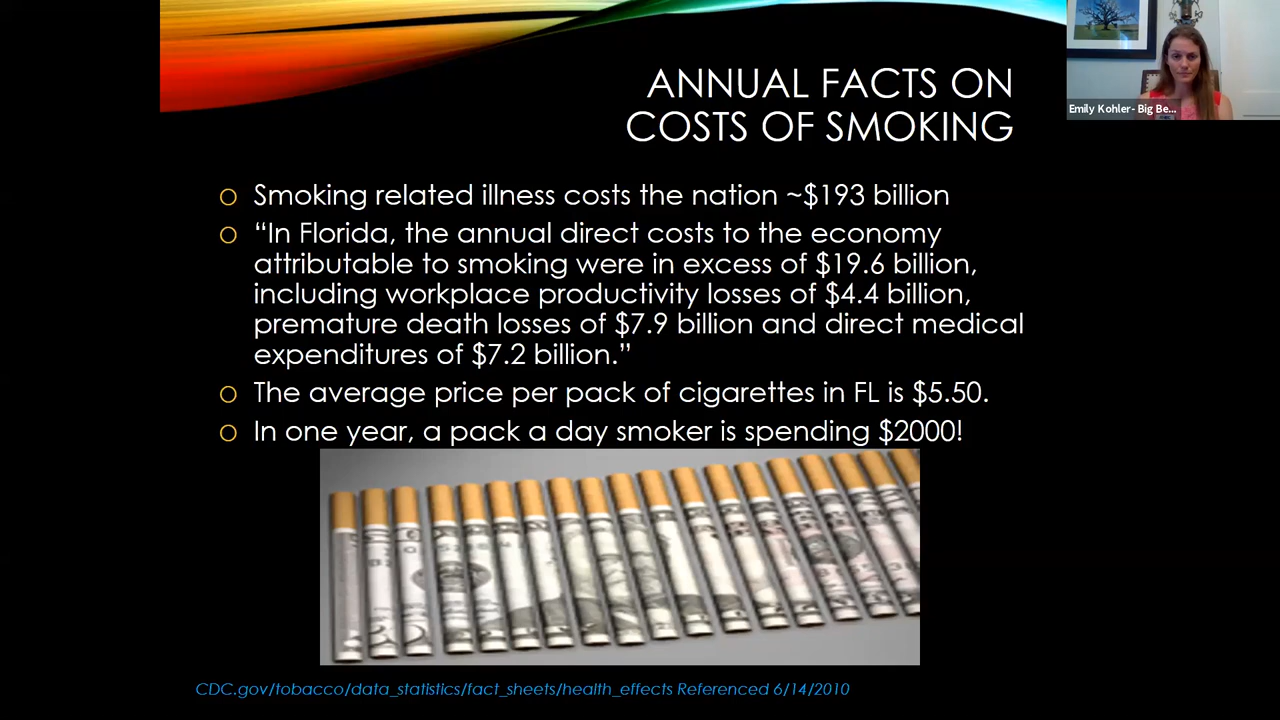 ANNUAL FACTS ON
COSTS OF SMOKING
Emily Kohler- Big Be...
Smoking related illness costs the nation ~$193 billion
“In Florida, the annual direct costs to the economy
attributable to smoking were in excess of $19.6 billion,
including workplace productivity losses of $4.4 billion,
premature death losses of $7.9 billion and direct medical
expenditures of $7.2 billion.”
The average price per pack of cigarettes in FL is $5.50.
In one year, a pack a day smoker is spending $2000!
CDC.gov/tobacco/data_statistics/fact_sheets/health_effects Referenced 6/14/2010